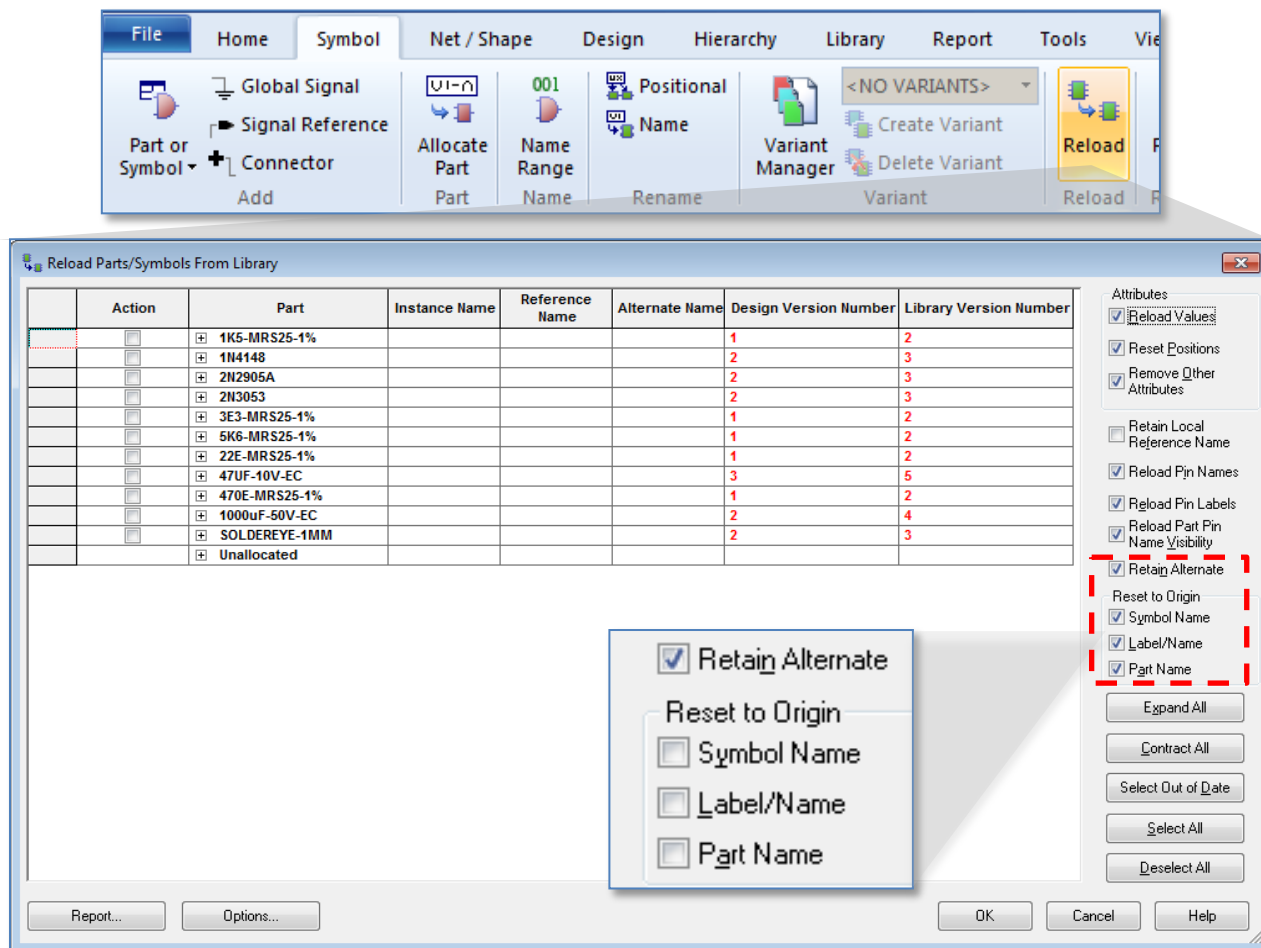 File Home Symbol Net / Shape Design Hierarchy Library Report Tools Vie
Global Signal
Signal Reference
Connector
Part or
Symbol
Add
Allocate
Part
Part
001
Name
Range
Name
Positional
Name
Rename
Variant
Manager
<NO VARIANTS>
Create Variant
Delete Variant
Variant
Reload
Reload
Reload Parts/Symbols From Library
Action Part Instance Name Reference Name Alternate Name Design Version Number Library Version Number
1K5-MRS25-1% 1 2
1N4148 2 3
2N2905A 2 3
2N3053 2 3
3E3-MRS25-1% 1 2
5K6-MRS25-1% 1 2
22E-MRS25-1% 1 2
47UF-10V-EC 3 5
470E-MRS25-1% 1 2
1000uF-50V-EC 2 4
SOLDEREYE-1MM 2 3
Unallocated
Attributes
Reload Values
Reset Positions
Remove Other
Attributes
Retain Local
Reference Name
Reload Pin Names
Reload Pin Labels
Reload Part Pin
Name Visibility
Retain Alternate
Reset to Origin
Symbol Name
Label/Name
Part Name
Expand All
Contract All
Select Out of Date
Select All
Deselect All
Retain Alternate
Reset to Origin
Symbol Name
Label/Name
Part Name
Report... Options... OK Cancel Help